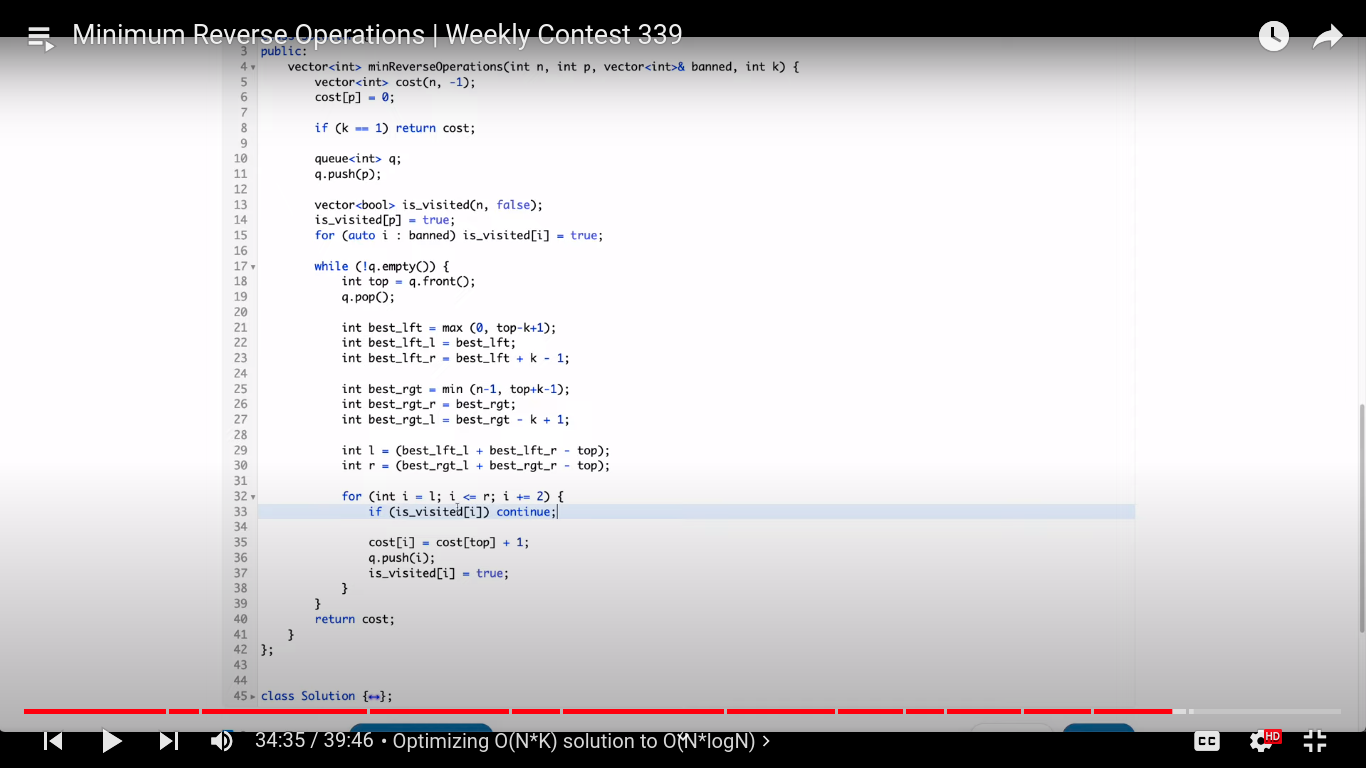 Minimum Reverse Operations | Weekly Contest 339
3 public:
4 vector<int> minReverseOperations(int n, int p, vector<int>& banned, int k) {
5 vector<int> cost(n, -1);
6 cost[p] = 0;
7
8 if (k == 1) return cost;
9
10 queue<int> q;
11 q.push(p);
12
13 vector<bool> is_visited(n, false);
14 is_visited[p] = true;
15 for (auto i : banned) is_visited[i] = true;
16
17 while (!q.empty()) {
18 int top = q.front();
19 q.pop();
20
21 int best_lft = max (0, top-k+1);
22 int best_lft_l = best_lft;
23 int best_lft_r = best_lft + k - 1;
24
25 int best_rgt = min (n-1, top+k-1);
26 int best_rgt_r = best_rgt;
27 int best_rgt_l = best_rgt - k + 1;
28
29 int l = (best_lft_l + best_lft_r - top);
30 int r = (best_rgt_l + best_rgt_r - top);
31
32 for (int i = l; i <= r; i += 2) {
33 if (is_visited[i]) continue;
34
35 cost[i] = cost[top] + 1;
36 q.push(i);
37 is_visited[i] = true;
38 }
39 }
40 return cost;
41 }
42 };
43
44
45 class Solution {↔};
34:35 / 39:46 • Optimizing O(N*K) solution to O(N*logN) >
CC
HD